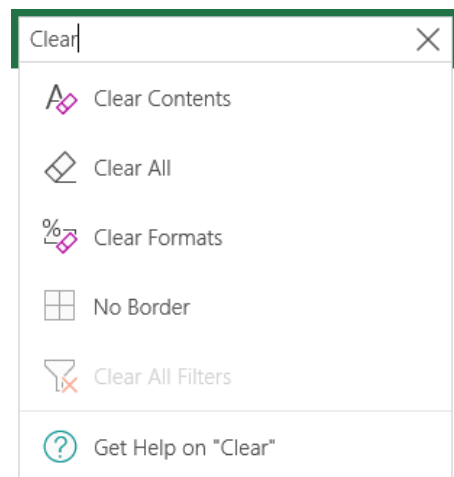 Clear
Clear Contents
Clear All
Clear Formats
No Border
Clear All Filters
Get Help on "Clear"